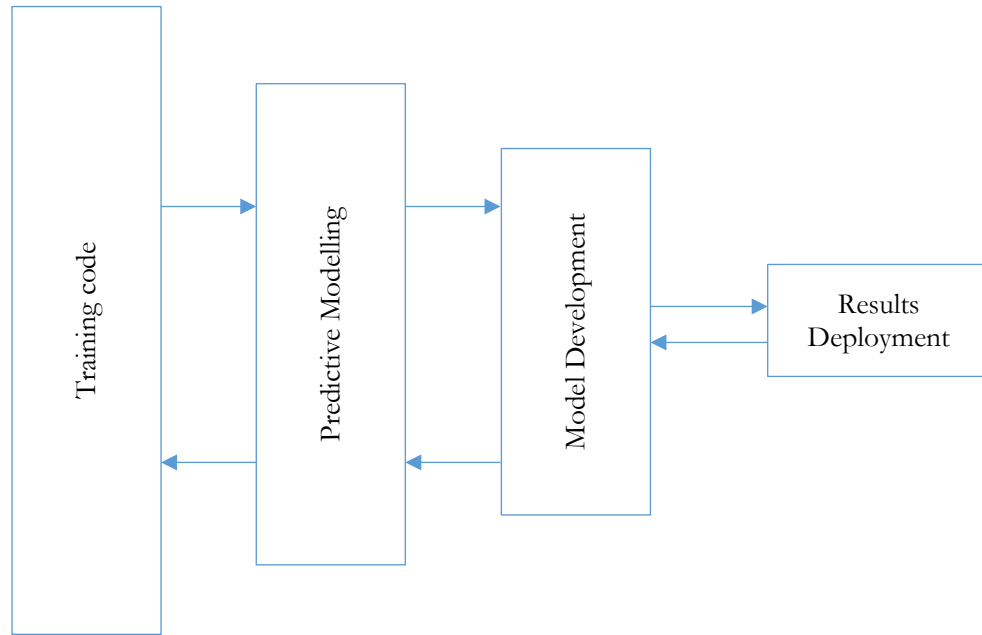 Training code
Predictive Modelling
Model Development
Results
Deployment